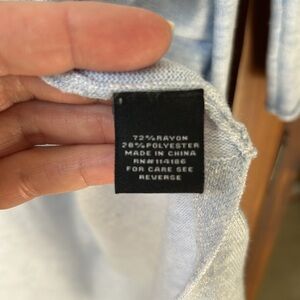 72% RAYON
28% POLYESTER
MADE IN CHINA
RN# 114186
FOR CARE SEE
REVERSE